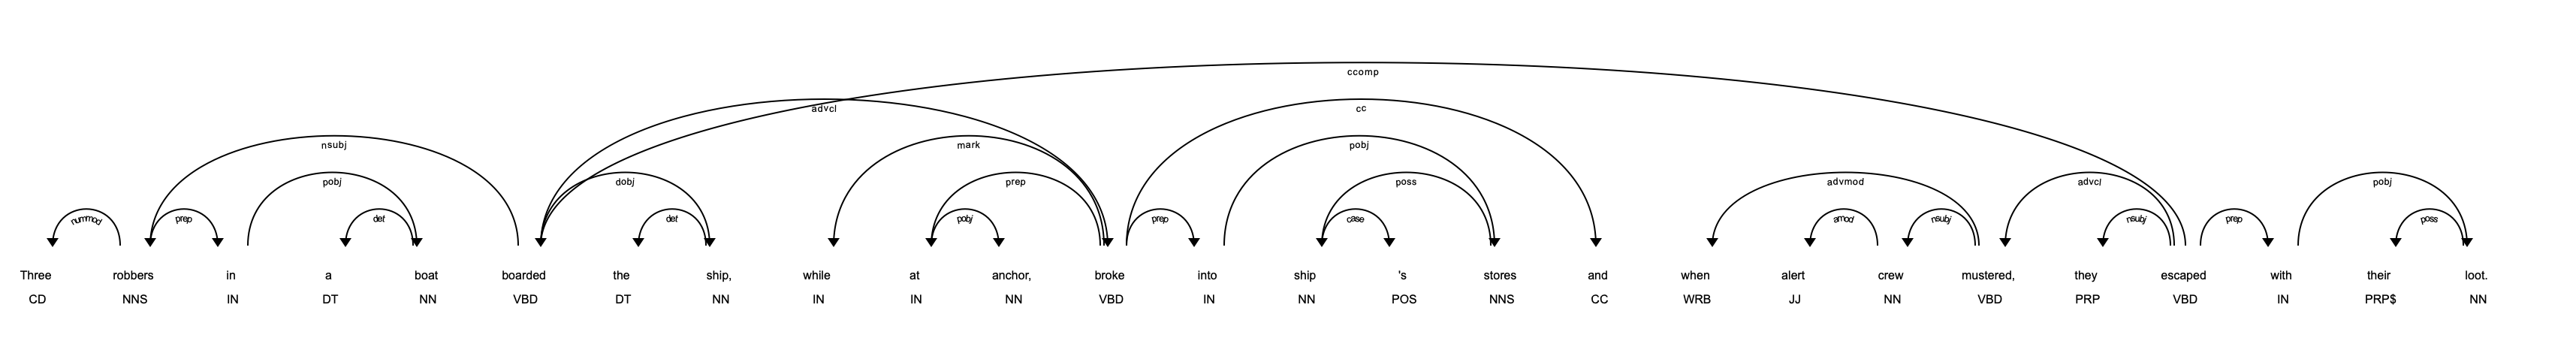 ccomp
advcl cc
nsubj mark pobj
pobj dobj prep poss advmod advcl pobj
nummod prep det det pobj prep case amod nsubj nsubj prep poss
Three robbers in a boat boarded the ship, while at anchor, broke into ship 's stores and when alert crew mustered, they escaped with their loot.
CD NNS IN DT NN VBD DT NN IN IN NN VBD IN NN POS NNS CC WRB JJ NN VBD PRP VBD IN PRP$ NN